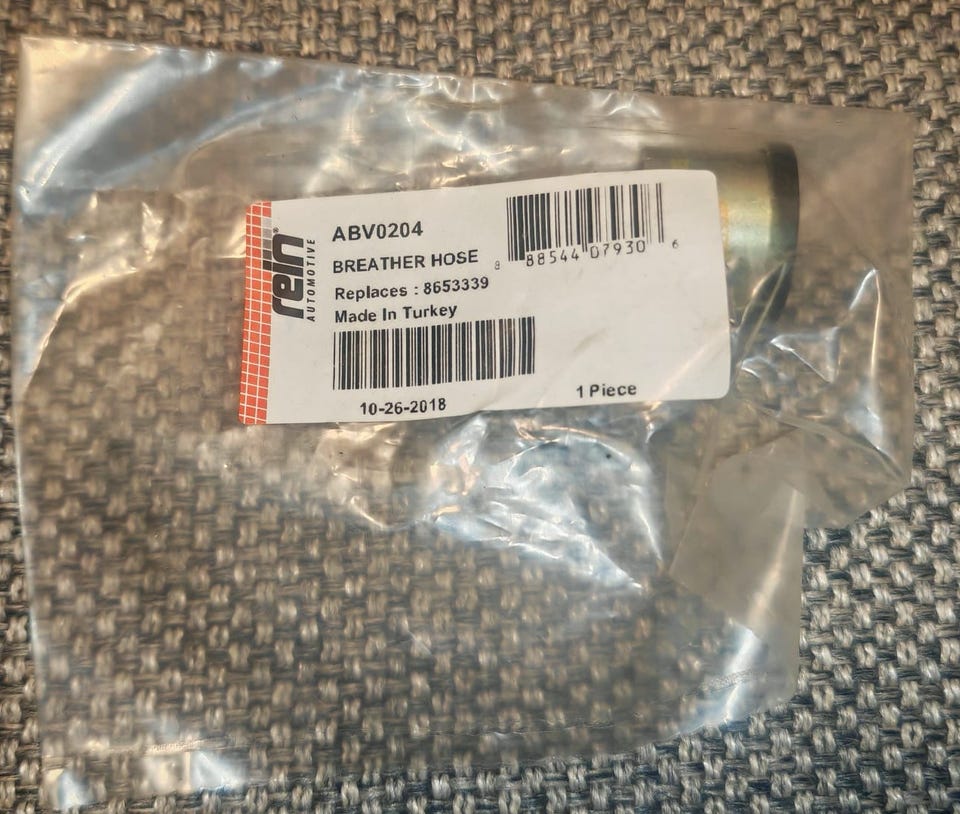 rein®
AUTOMOTIVE
ABV0204
BREATHER HOSE
Replaces : 8653339
Made In Turkey
8 88544 07930 6
10-26-2018
1 Piece